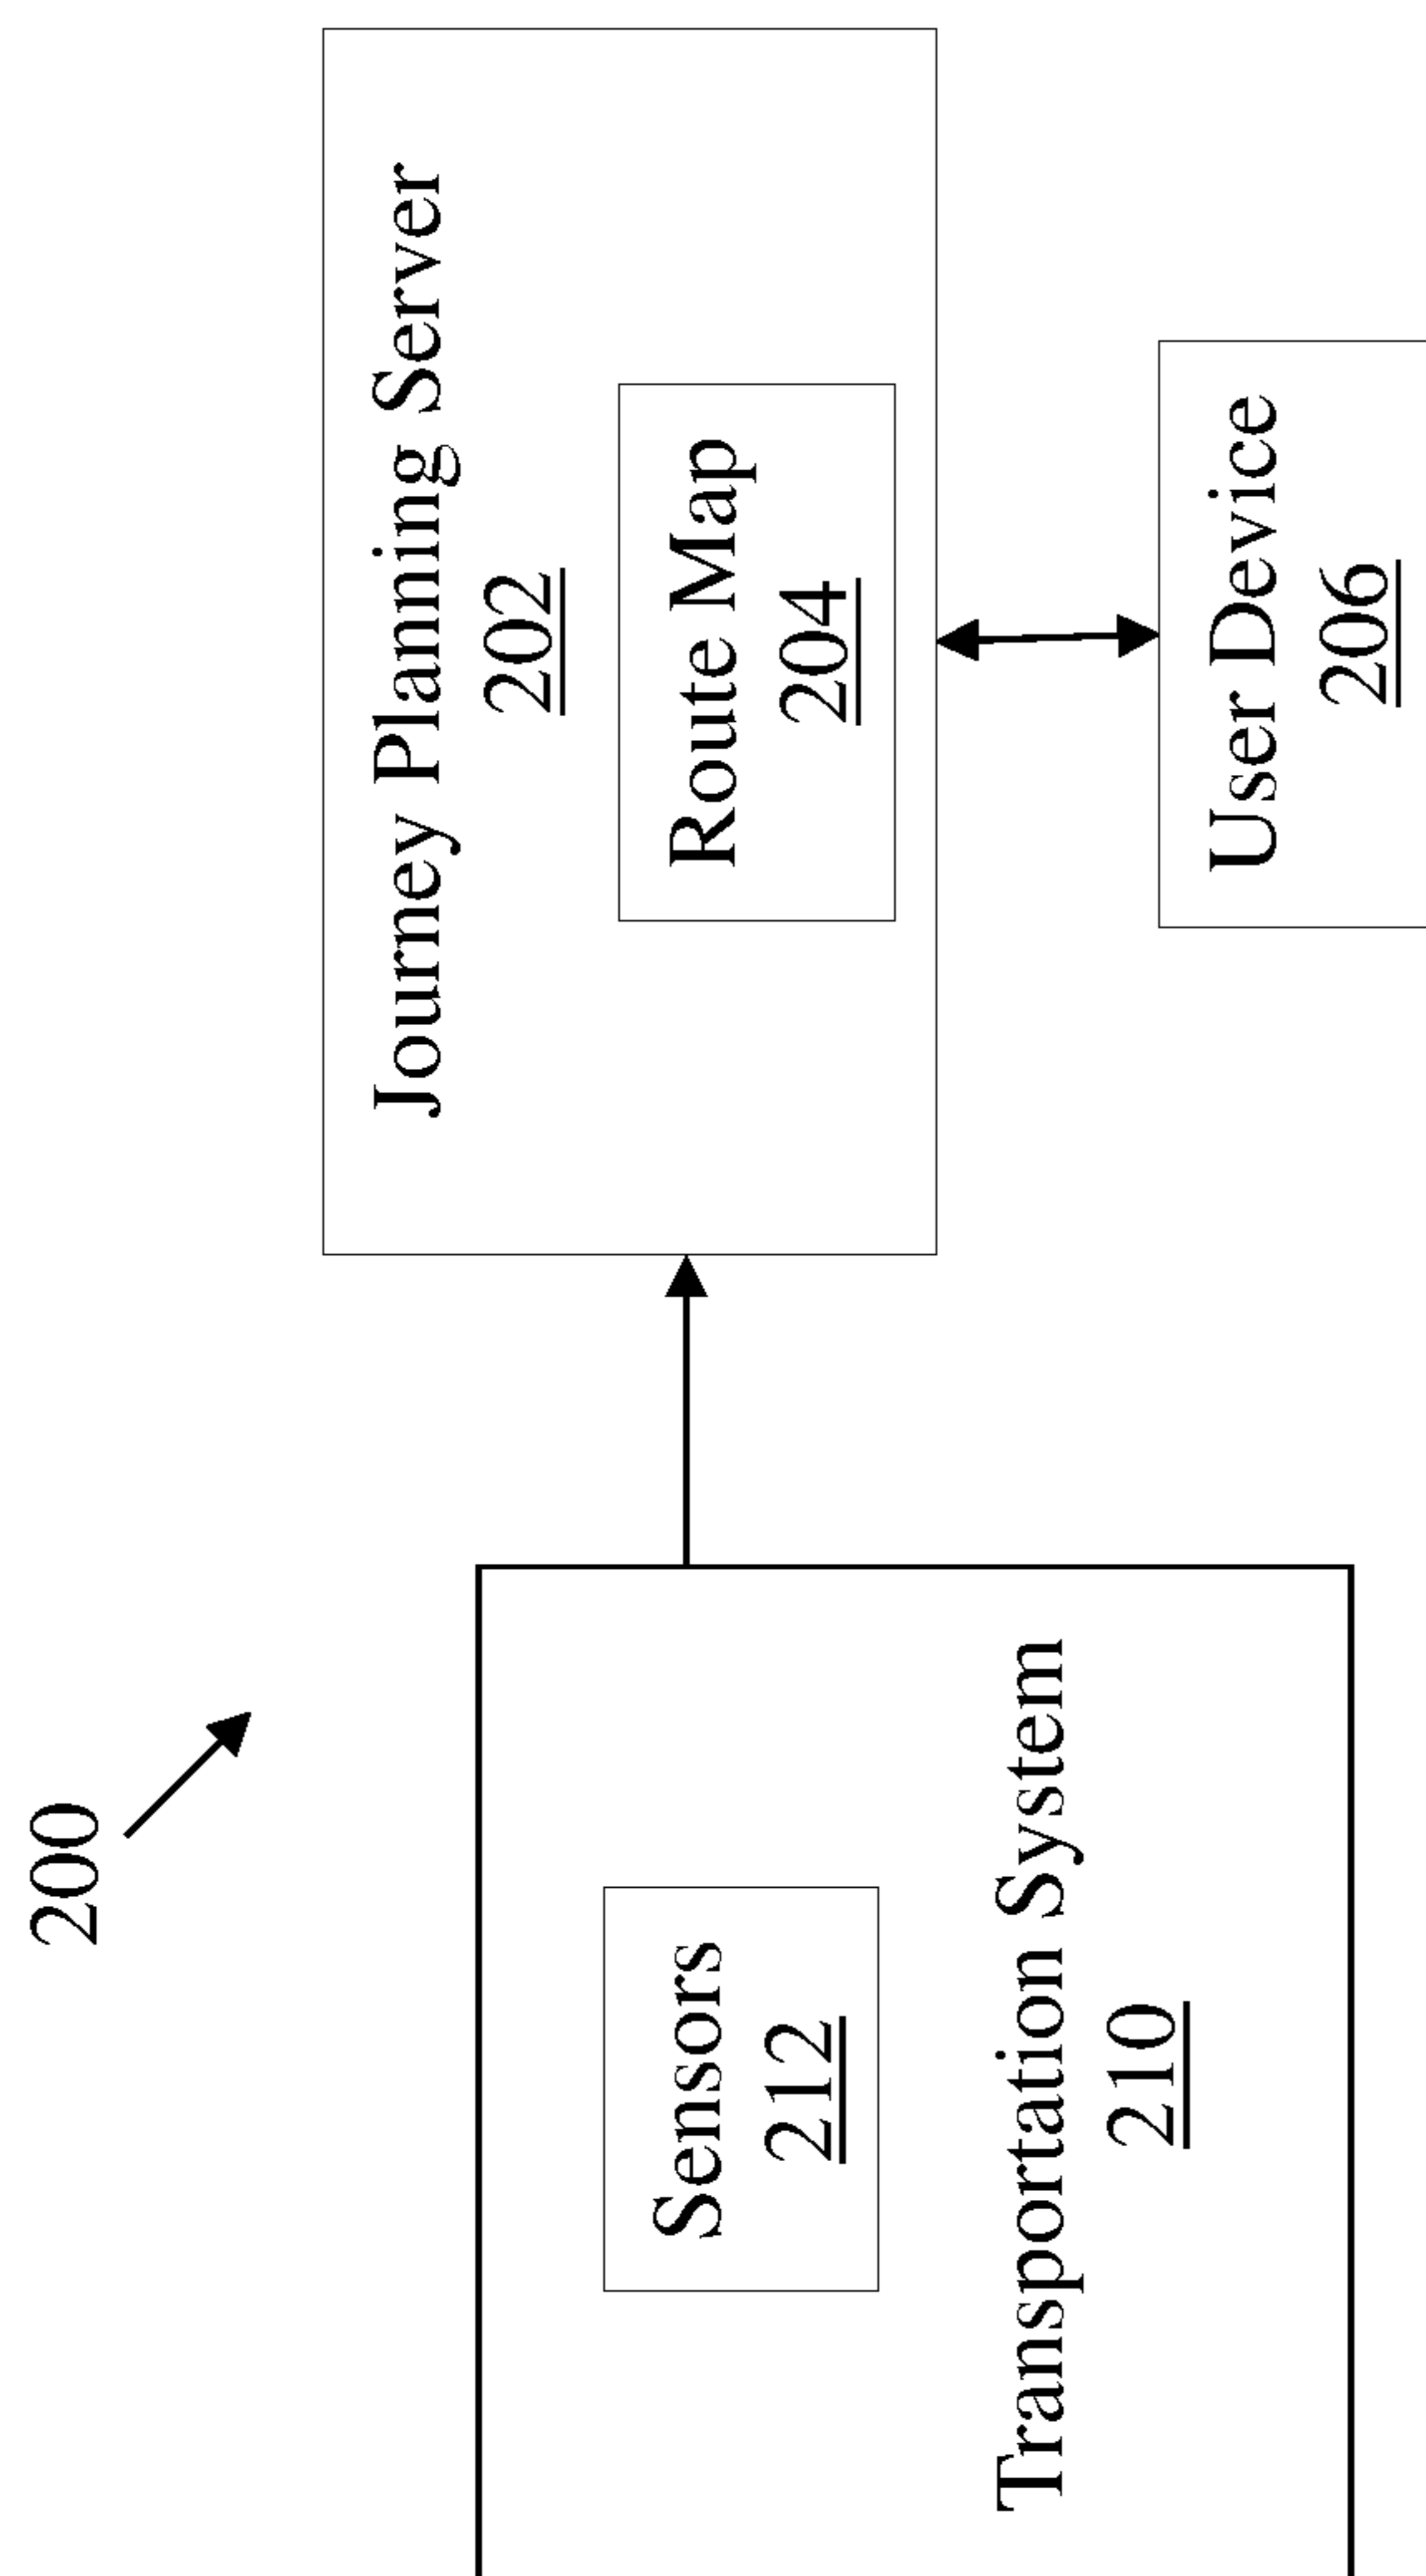 200
Journey Planning Server
202
Route Map
204
Sensors
212
Transportation System
210
User Device
206